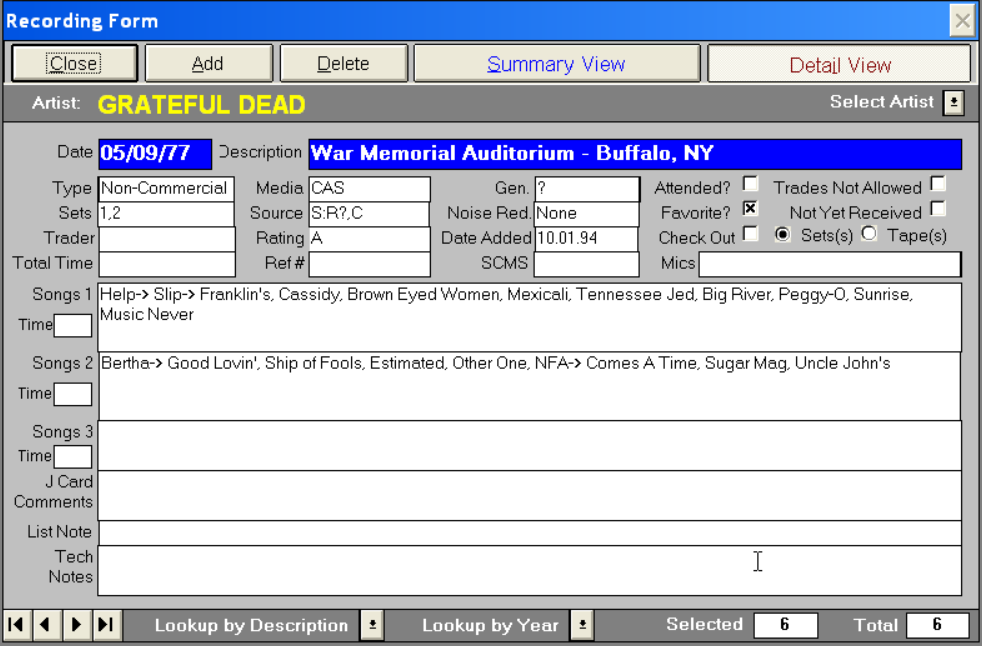 Recording Form
Close Add Delete Summary View Detail View
Artist: GRATEFUL DEAD Select Artist
Date 05/09/77 Description War Memorial Auditorium - Buffalo, NY
Type Non-Commercial Media CAS Gen. ? Attended? Trades Not Allowed
Sets 1,2 Source S:R?,C Noise Red. None Favorite? Not Yet Received
Trader Rating A Date Added 10.01.94 Check Out Sets(s) Tape(s)
Total Time Ref # SCMS Mics
Songs 1 Help-> Slip-> Franklin's, Cassidy, Brown Eyed Women, Mexicali, Tennessee Jed, Big River, Peggy-O, Sunrise,
Music Never
Time
Songs 2 Bertha-> Good Lovin', Ship of Fools, Estimated, Other One, NFA-> Comes A Time, Sugar Mag, Uncle John's
Time
Songs 3
Time
J Card
Comments
List Note
Tech
Notes
Lookup by Description Lookup by Year Selected 6 Total 6